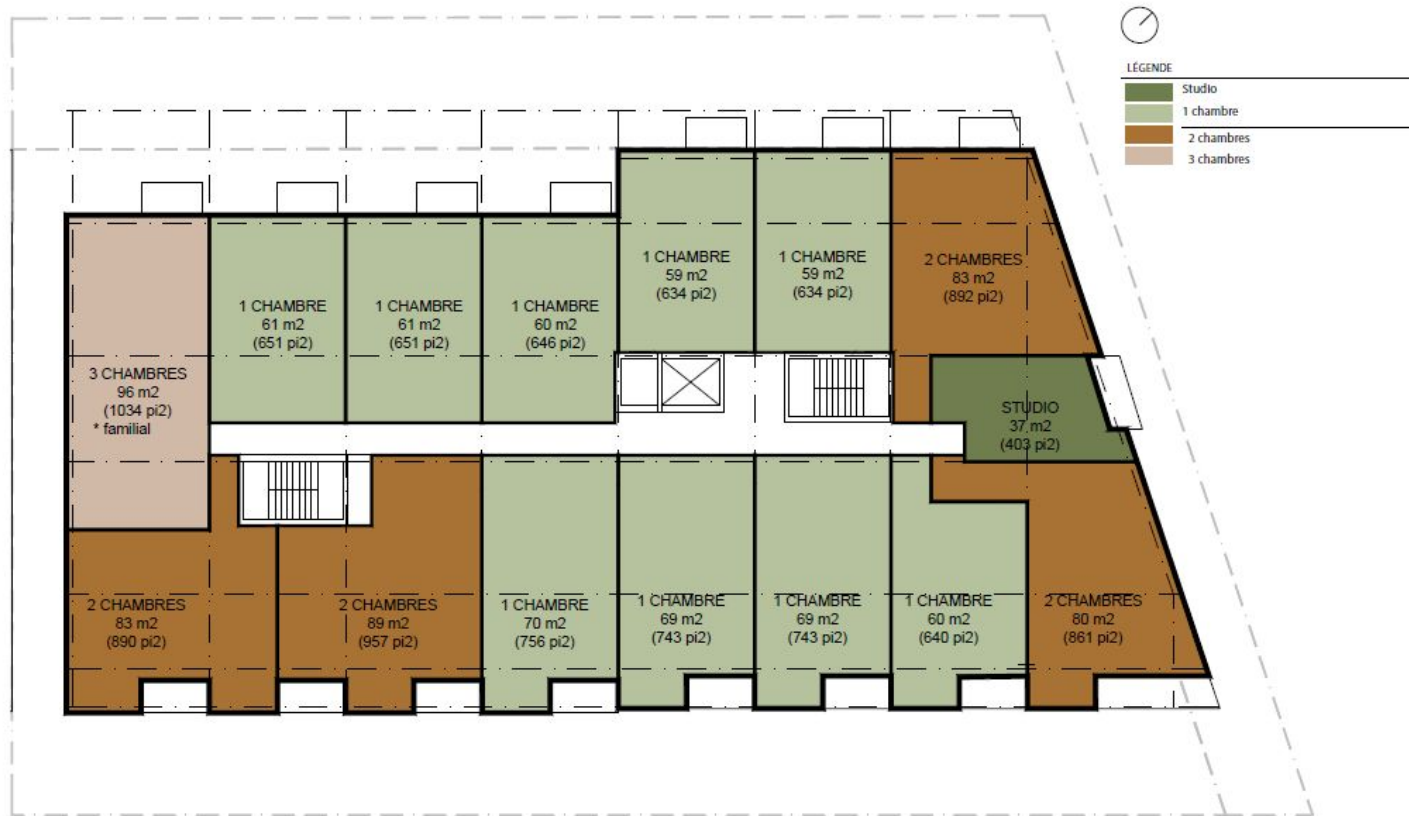 LÉGENDE
Studio
1 chambre
2 chambres
3 chambres
1 CHAMBRE
59 m2
(634 pi2)
1 CHAMBRE
59 m2
(634 pi2)
2 CHAMBRES
83 m2
(892 pi2)
1 CHAMBRE
61 m2
(651 pi2)
1 CHAMBRE
61 m2
(651 pi2)
1 CHAMBRE
60 m2
(646 pi2)
3 CHAMBRES
96 m2
(1034 pi2)
* familial
STUDIO
37 m2
(403 pi2)
2 CHAMBRES
83 m2
(890 pi2)
2 CHAMBRES
89 m2
(957 pi2)
1 CHAMBRE
70 m2
(756 pi2)
1 CHAMBRE
69 m2
(743 pi2)
1 CHAMBRE
69 m2
(743 pi2)
1 CHAMBRE
60 m2
(640 pi2)
2 CHAMBRES
80 m2
(861 pi2)